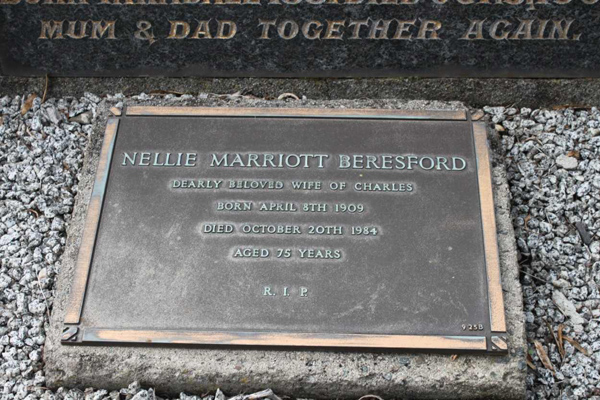 MUM & DAD TOGETHER AGAIN.
NELLIE MARRIOTT BERESFORD
DEARLY BELOVED WIFE OF CHARLES
BORN APRIL 8TH 1909
DIED OCTOBER 20TH 1984
AGED 75 YEARS
R. I. P.